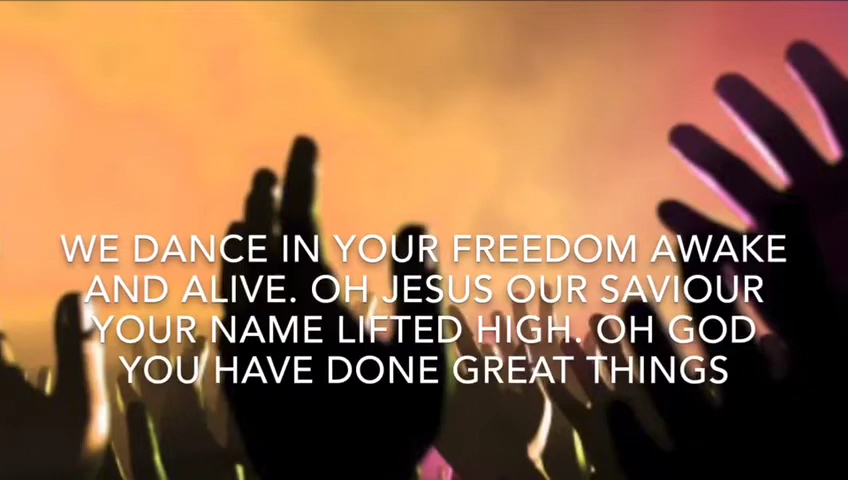 WE DANCE IN YOUR FREEDOM AWAKE
AND ALIVE. OH JESUS OUR SAVIOUR
YOUR NAME LIFTED HIGH. OH GOD
YOU HAVE DONE GREAT THINGS